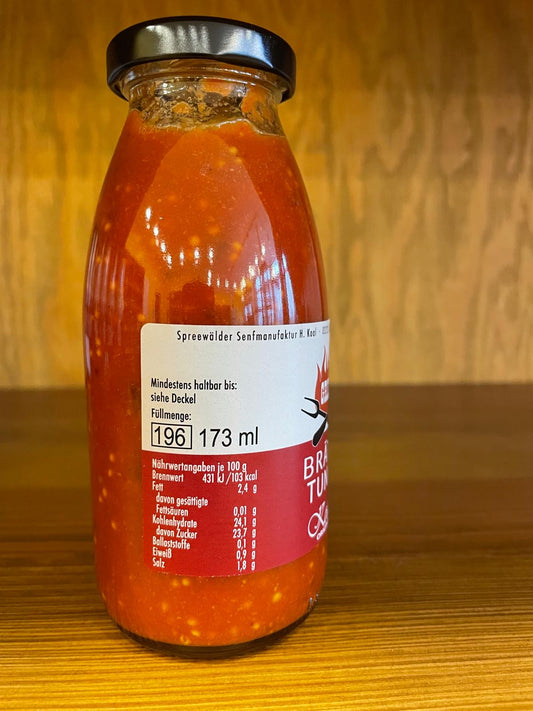 Spreewälder Senfmanufaktur H. Koal ·
Mindestens haltbar bis:
siehe Deckel
Füllmenge:
196 173 ml
Nährwertangaben je 100 g
Brennwert 431 kJ /103 kcal
Fett 2,4 g
davon gesättigte
Fettsäuren 0,01 g
Kohlenhydrate 24,1 g
davon Zucker 23,7 g
Ballaststoffe 0,1 g
Eiweiß 0,9 g
Salz 1,8 g
BRÄ
TUN